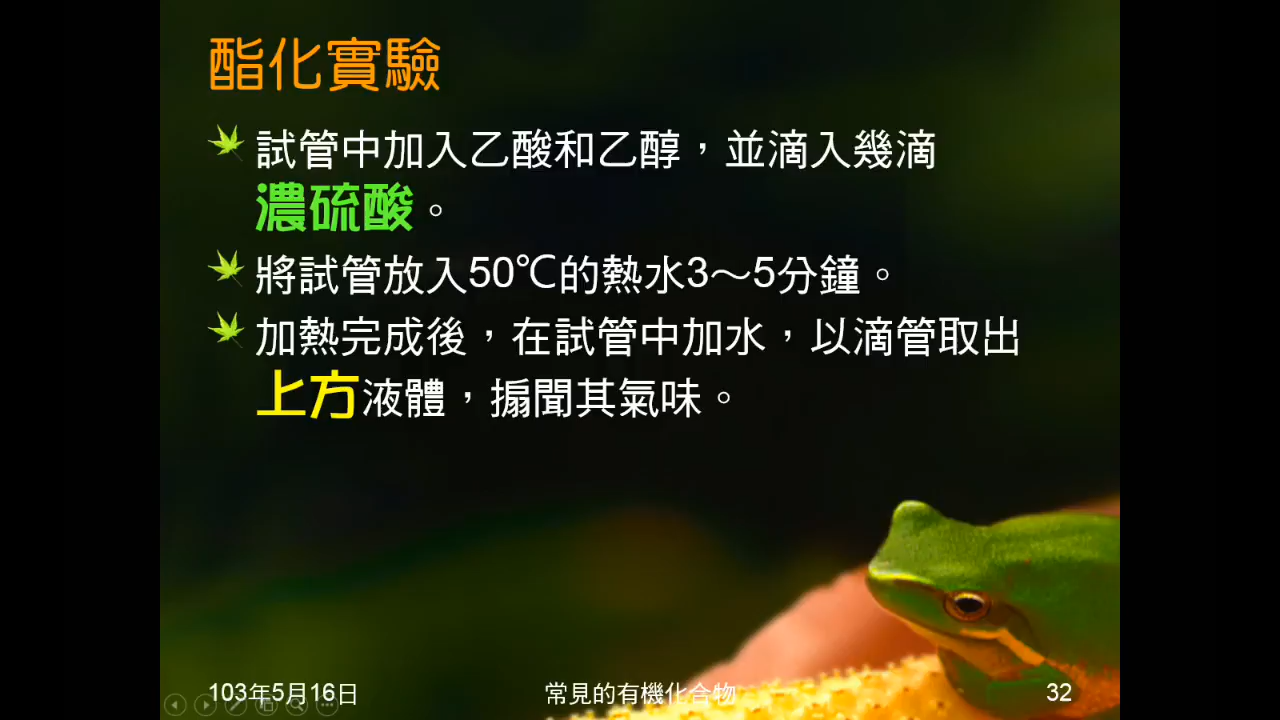 酯化實驗
試管中加入乙酸和乙醇，並滴入幾滴
濃硫酸。
將試管放入50℃的熱水3～5分鐘。
加熱完成後，在試管中加水，以滴管取出
上方液體，搧聞其氣味。
103年5月16日 常見的有機化合物 32